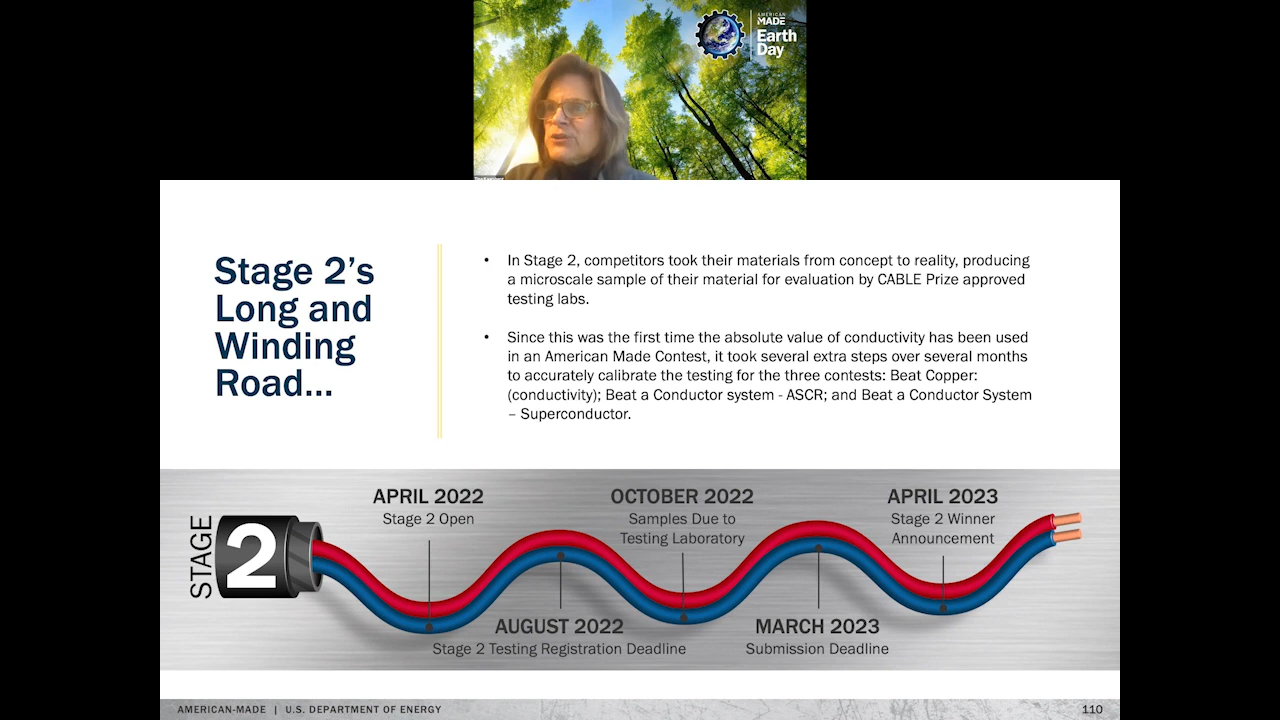 AMERICAN
MADE
Earth
Day
Stage 2’s
Long and
Winding
Road...
• In Stage 2, competitors took their materials from concept to reality, producing
a microscale sample of their material for evaluation by CABLE Prize approved
testing labs.
• Since this was the first time the absolute value of conductivity has been used
in an American Made Contest, it took several extra steps over several months
to accurately calibrate the testing for the three contests: Beat Copper:
(conductivity); Beat a Conductor system - ASCR; and Beat a Conductor System
– Superconductor.
STAGE
2
APRIL 2022
Stage 2 Open
AUGUST 2022
Stage 2 Testing Registration Deadline
OCTOBER 2022
Samples Due to
Testing Laboratory
MARCH 2023
Submission Deadline
APRIL 2023
Stage 2 Winner
Announcement
AMERICAN-MADE | U.S. DEPARTMENT OF ENERGY
110